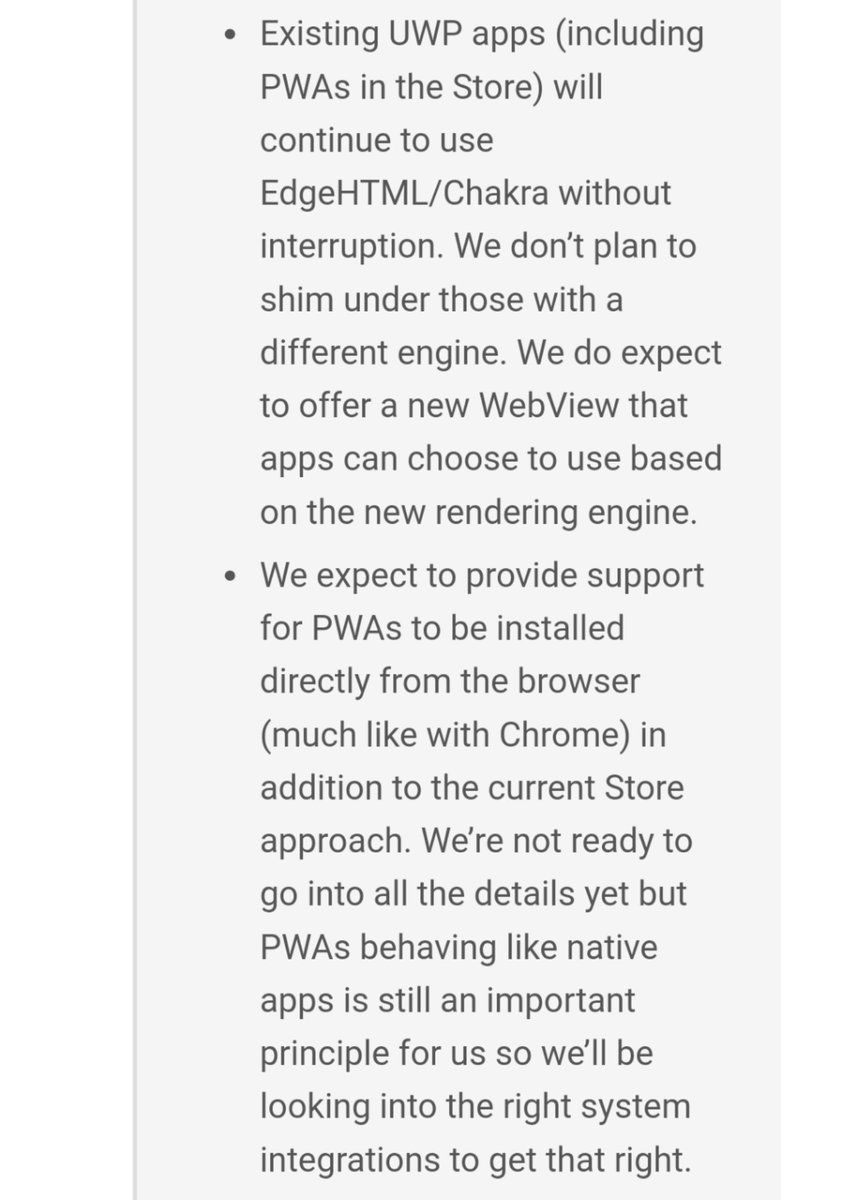 • Existing UWP apps (including
PWAs in the Store) will
continue to use
EdgeHTML/Chakra without
interruption. We don’t plan to
shim under those with a
different engine. We do expect
to offer a new WebView that
apps can choose to use based
on the new rendering engine.
• We expect to provide support
for PWAs to be installed
directly from the browser
(much like with Chrome) in
addition to the current Store
approach. We’re not ready to
go into all the details yet but
PWAs behaving like native
apps is still an important
principle for us so we’ll be
looking into the right system
integrations to get that right.